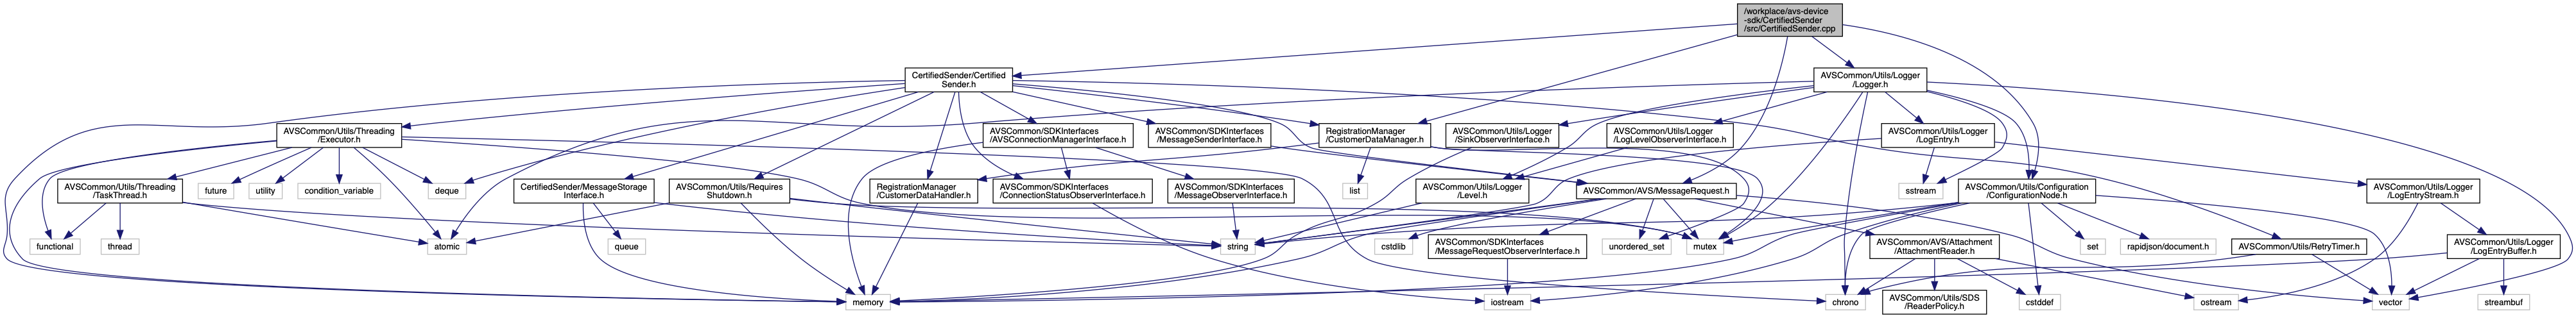 /workplace/avs-device
-sdk/CertifiedSender
/src/CertifiedSender.cpp
CertifiedSender/Certified
Sender.h
AVSCommon/Utils/Logger
/Logger.h
AVSCommon/Utils/Threading
/Executor.h
AVSCommon/SDKInterfaces
/AVSConnectionManagerInterface.h
AVSCommon/SDKInterfaces
/MessageSenderInterface.h
RegistrationManager
/CustomerDataManager.h
AVSCommon/Utils/Logger
/SinkObserverInterface.h
AVSCommon/Utils/Logger
/LogLevelObserverInterface.h
AVSCommon/Utils/Logger
/LogEntry.h
AVSCommon/Utils/Threading
/TaskThread.h
future
utility
condition_variable
deque
CertifiedSender/MessageStorage
Interface.h
AVSCommon/Utils/Requires
Shutdown.h
RegistrationManager
/CustomerDataHandler.h
AVSCommon/SDKInterfaces
/ConnectionStatusObserverInterface.h
AVSCommon/SDKInterfaces
/MessageObserverInterface.h
list
AVSCommon/Utils/Logger
/Level.h
AVSCommon/AVS/MessageRequest.h
sstream
AVSCommon/Utils/Configuration
/ConfigurationNode.h
AVSCommon/Utils/Logger
/LogEntryStream.h
functional
thread
atomic
queue
string
cstdlib
AVSCommon/SDKInterfaces
/MessageRequestObserverInterface.h
unordered_set
mutex
AVSCommon/AVS/Attachment
/AttachmentReader.h
set
rapidjson/document.h
AVSCommon/Utils/RetryTimer.h
AVSCommon/Utils/Logger
/LogEntryBuffer.h
memory
iostream
chrono
AVSCommon/Utils/SDS
/ReaderPolicy.h
cstddef
ostream
vector
streambuf